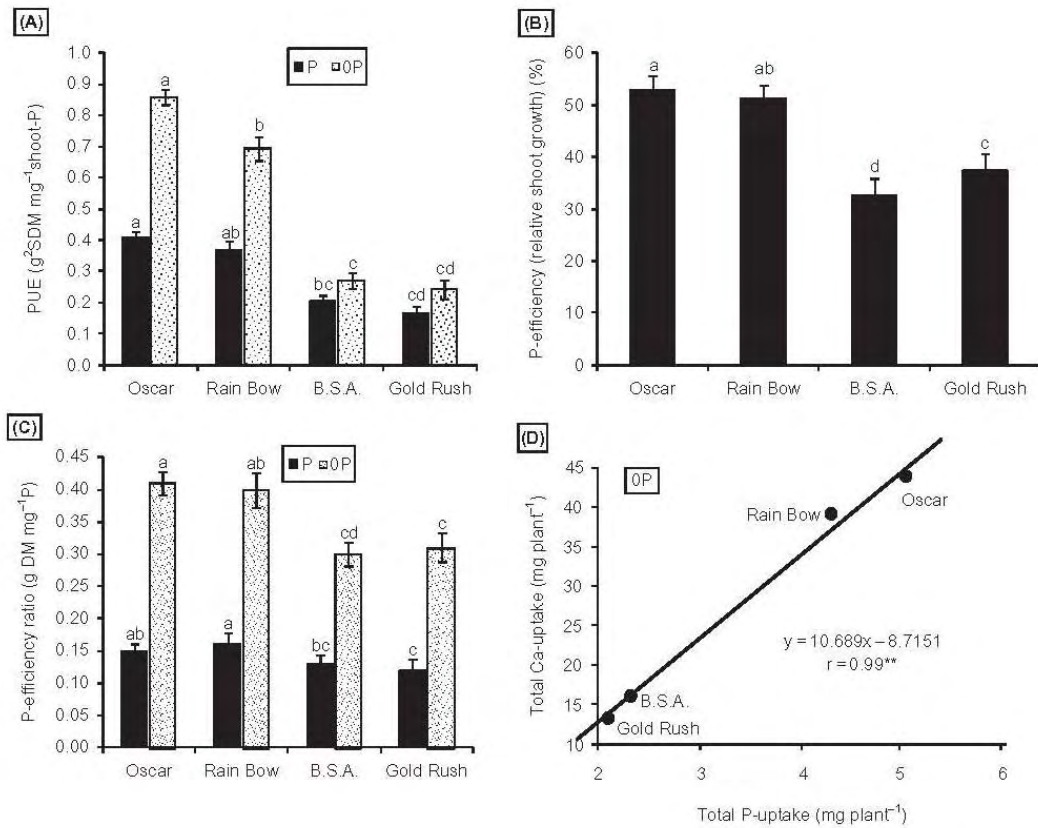 (A)
1.0
0.9
0.8
0.7
0.6
0.5
0.4
0.3
0.2
0.1
0.0
PUE (g²SDM mg⁻¹shoot-P)
P 0P
a
a
ab
b
bc
c
cd
cd
Oscar Rain Bow B.S.A. Gold Rush
(B)
60
50
40
30
20
10
0
P-efficiency (relative shoot growth) (%)
a
ab
d
c
Oscar Rain Bow B.S.A. Gold Rush
(C)
0.45
0.40
0.35
0.30
0.25
0.20
0.15
0.10
0.05
0.00
P-efficiency ratio (g DM mg⁻¹P)
P 0P
ab
a
a
ab
bc
cd
c
c
Oscar Rain Bow B.S.A. Gold Rush
(D)
45
40
35
30
25
20
15
10
Total Ca-uptake (mg plant⁻¹)
0P
Rain Bow
Oscar
y = 10.689x – 8.7151
r = 0.99**
B.S.A.
Gold Rush
2 3 4 5 6
Total P-uptake (mg plant⁻¹)